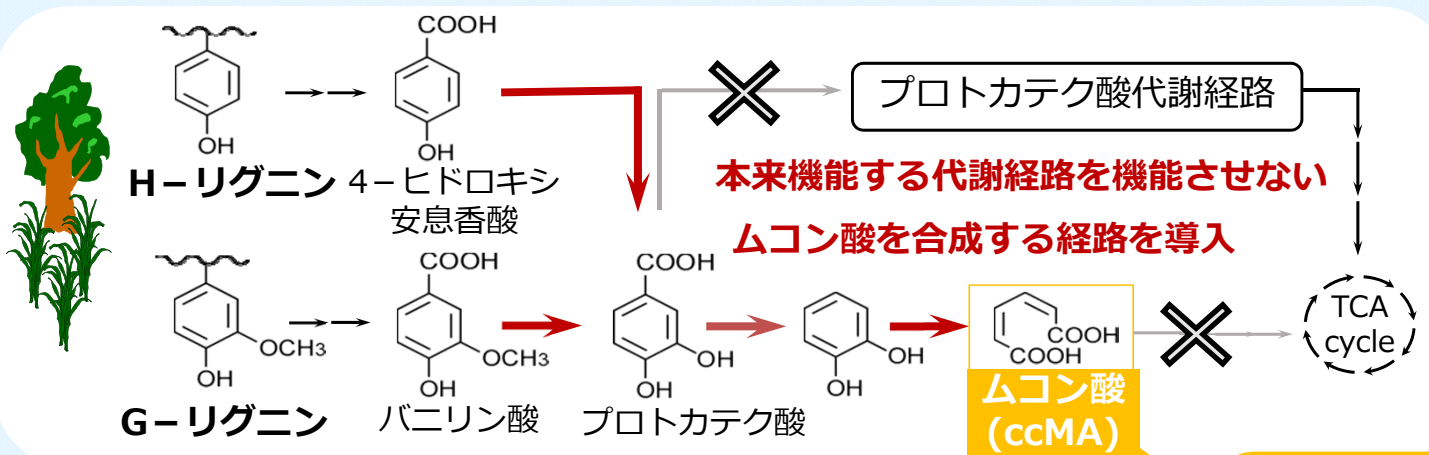 COOH
OH
H－リグニン
OH
4－ヒドロキシ
安息香酸
プロトカテク酸代謝経路
本来機能する代謝経路を機能させない
ムコン酸を合成する経路を導入
OCH3
OH
G－リグニン
COOH
OCH3
OH
バニリン酸
COOH
OH
OH
プロトカテク酸
OH
OH
COOH
COOH
ムコン酸
(ccMA)
TCA
cycle